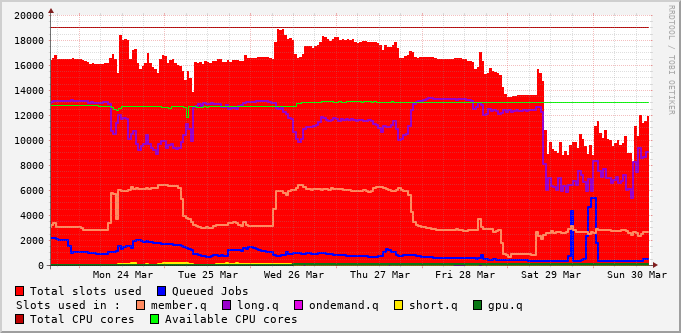 20000
18000
16000
14000
12000
10000
8000
6000
4000
2000
0
Mon 24 Mar Tue 25 Mar Wed 26 Mar Thu 27 Mar Fri 28 Mar Sat 29 Mar Sun 30 Mar
RRDTOOL / TOBI OETIKER
Total slots used Queued Jobs
Slots used in : member.q long.q ondemand.q short.q gpu.q
Total CPU cores Available CPU cores